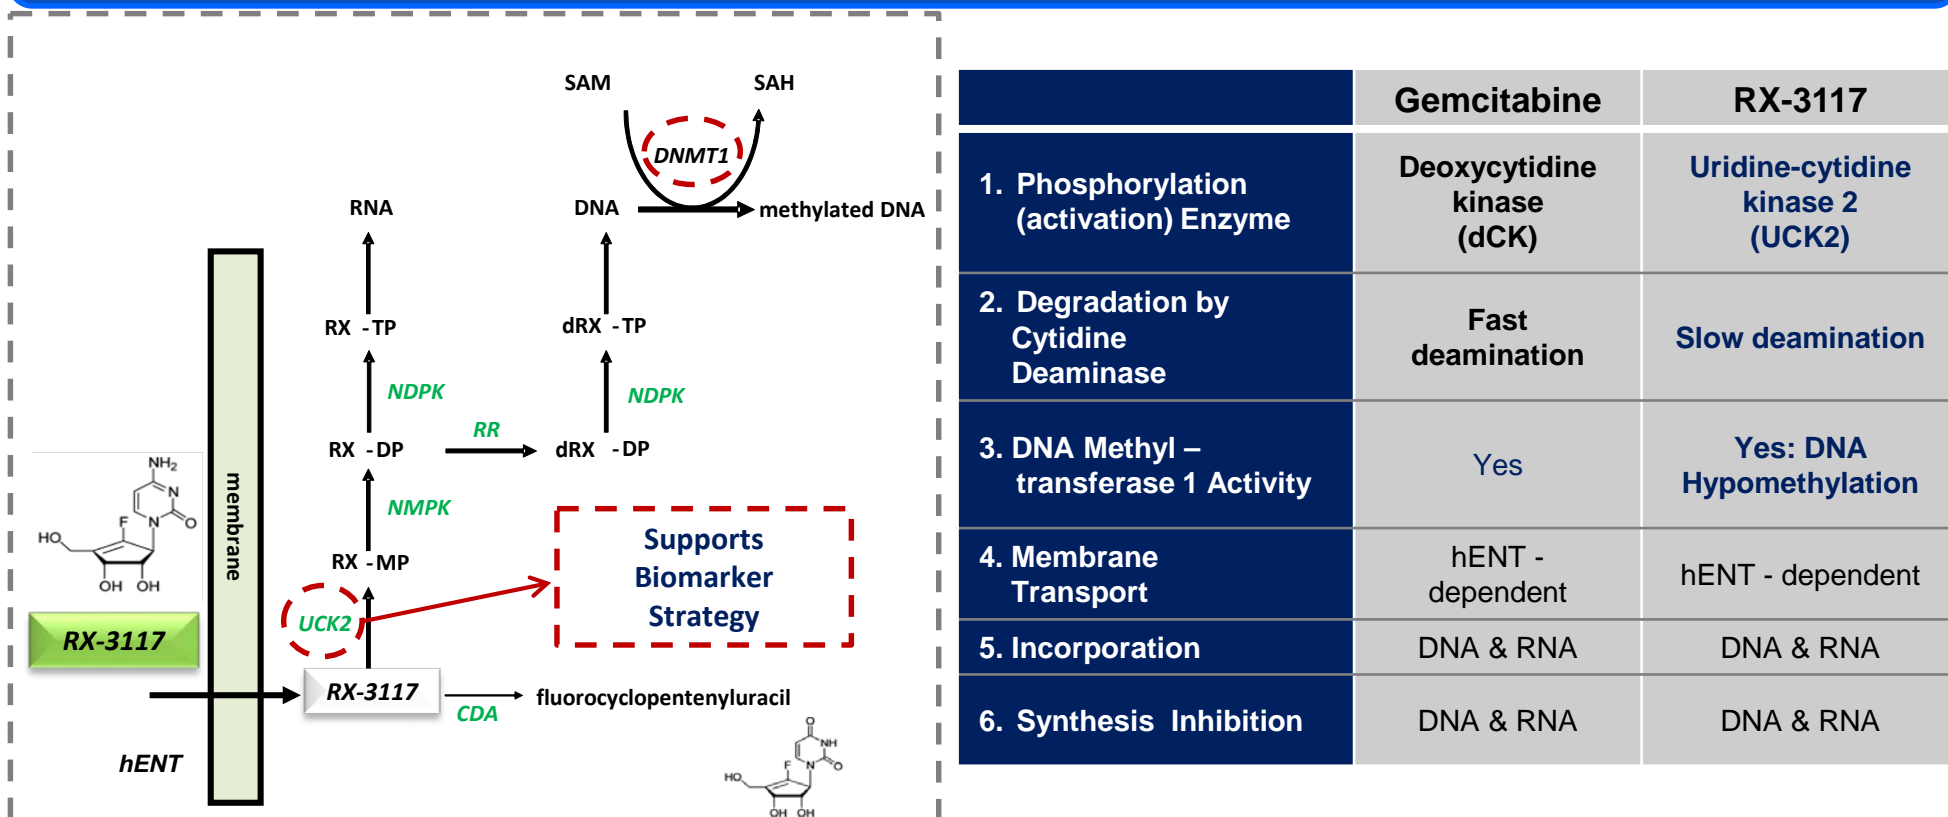 SAM SAH
DNMT1
RNA DNA methylated DNA
RX -TP dRX -TP
NDPK NDPK
RR
RX -DP dRX -DP
NMPK
RX -MP
Supports
Biomarker
Strategy
UCK2
membrane
NH₂
N
F N O
HO
OH OH
RX-3117
RX-3117 fluorocyclopentenyluracil
CDA
hENT
O
NH
F N O
HO
OH OH
Gemcitabine RX-3117
1. Phosphorylation
(activation) Enzyme
Deoxycytidine
kinase
(dCK)
Uridine-cytidine
kinase 2
(UCK2)
2. Degradation by
Cytidine
Deaminase
Fast
deamination
Slow deamination
3. DNA Methyl –
transferase 1 Activity
Yes
Yes: DNA
Hypomethylation
4. Membrane
Transport
hENT -
dependent
hENT - dependent
5. Incorporation DNA & RNA DNA & RNA
6. Synthesis Inhibition DNA & RNA DNA & RNA